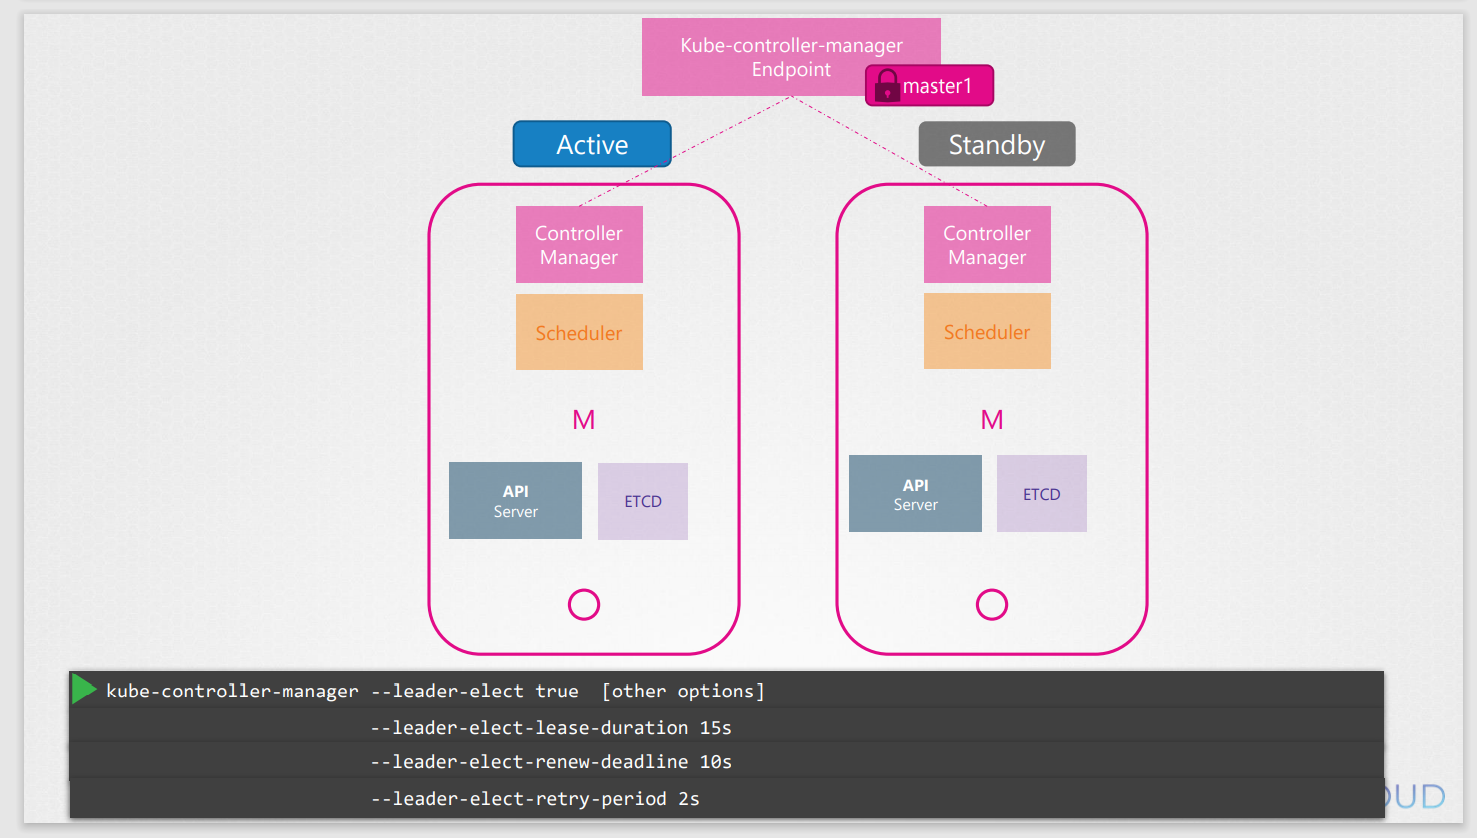 Kube-controller-manager
Endpoint
master1
Active
Standby
Controller
Manager
Scheduler
M
API
Server
ETCD
Controller
Manager
Scheduler
M
API
Server
ETCD
kube-controller-manager --leader-elect true [other options]
--leader-elect-lease-duration 15s
--leader-elect-renew-deadline 10s
--leader-elect-retry-period 2s